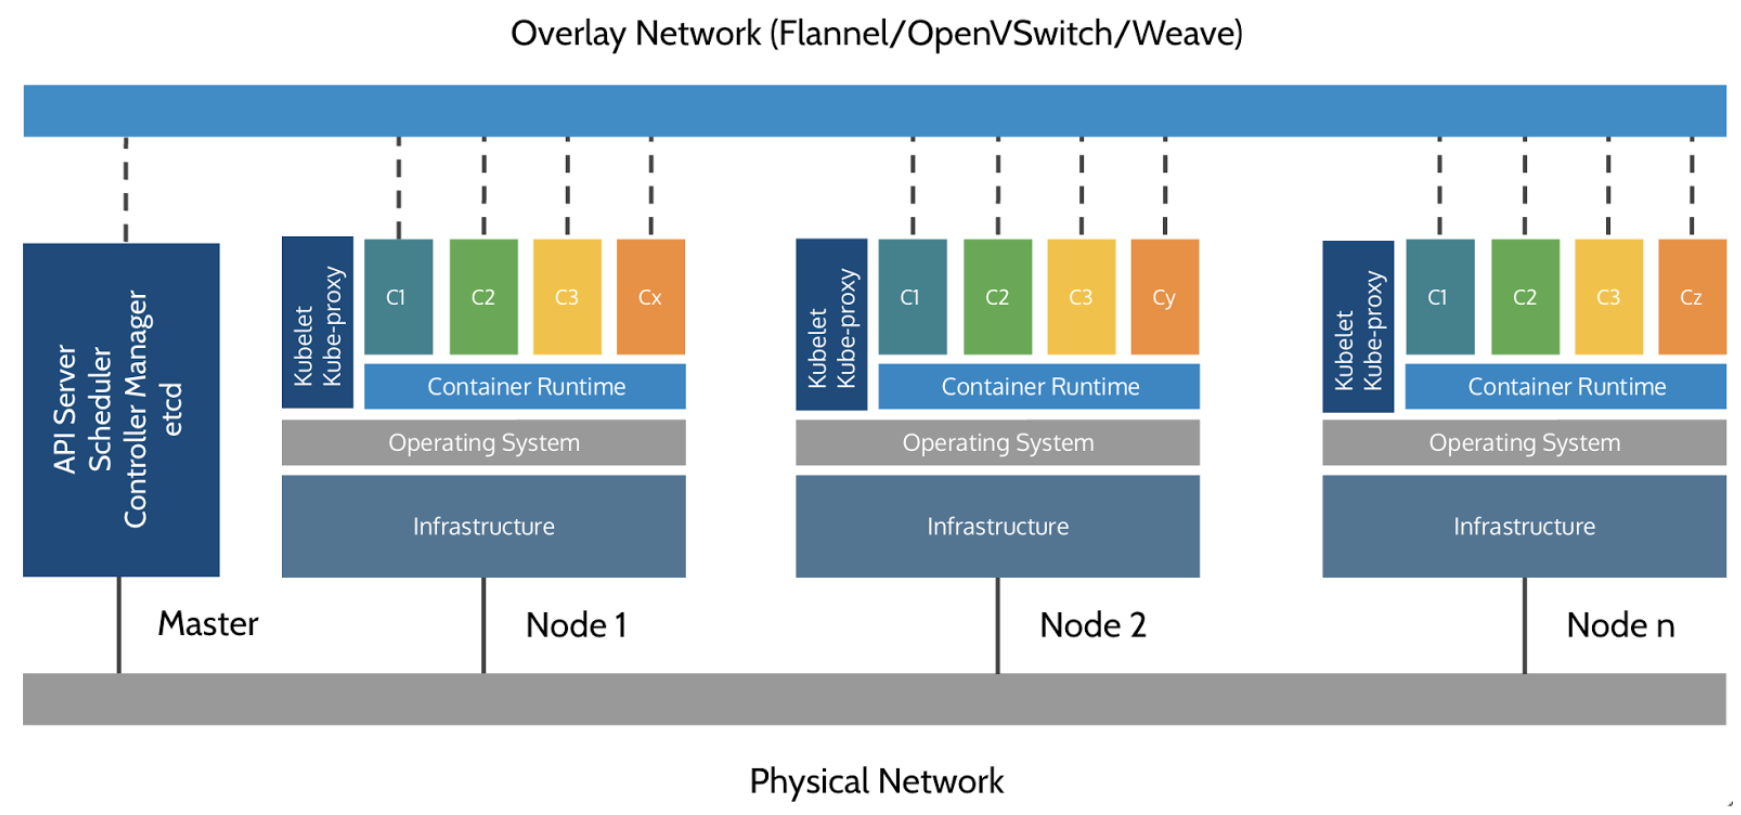 Overlay Network (Flannel/OpenVSwitch/Weave)
API Server
Scheduler
Controller Manager
etcd
Master
Kubelet
Kube-proxy
C1
C2
C3
Cx
Container Runtime
Operating System
Infrastructure
Node 1
Kubelet
Kube-proxy
C1
C2
C3
Cy
Container Runtime
Operating System
Infrastructure
Node 2
Kubelet
Kube-proxy
C1
C2
C3
Cz
Container Runtime
Operating System
Infrastructure
Node n
Physical Network